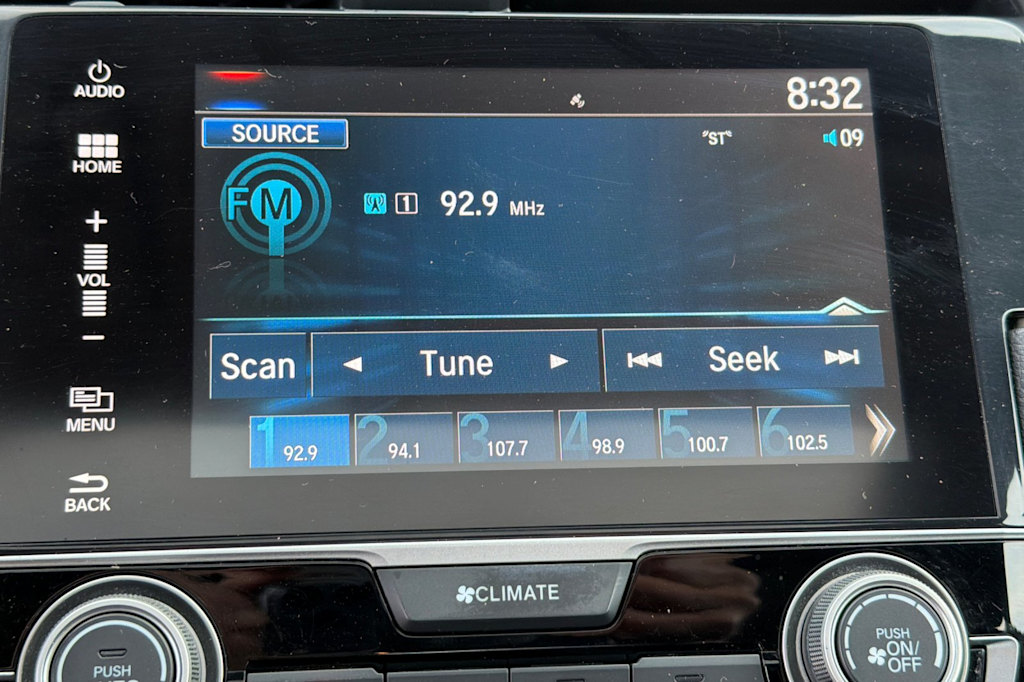 AUDIO
HOME
+
VOL
−
MENU
BACK
8:32
SOURCE
"ST"
09
FM
1 92.9 MHz
Scan
Tune
Seek
1 92.9
2 94.1
3 107.7
4 98.9
5 100.7
6 102.5
CLIMATE
PUSH
PUSH
ON/
OFF